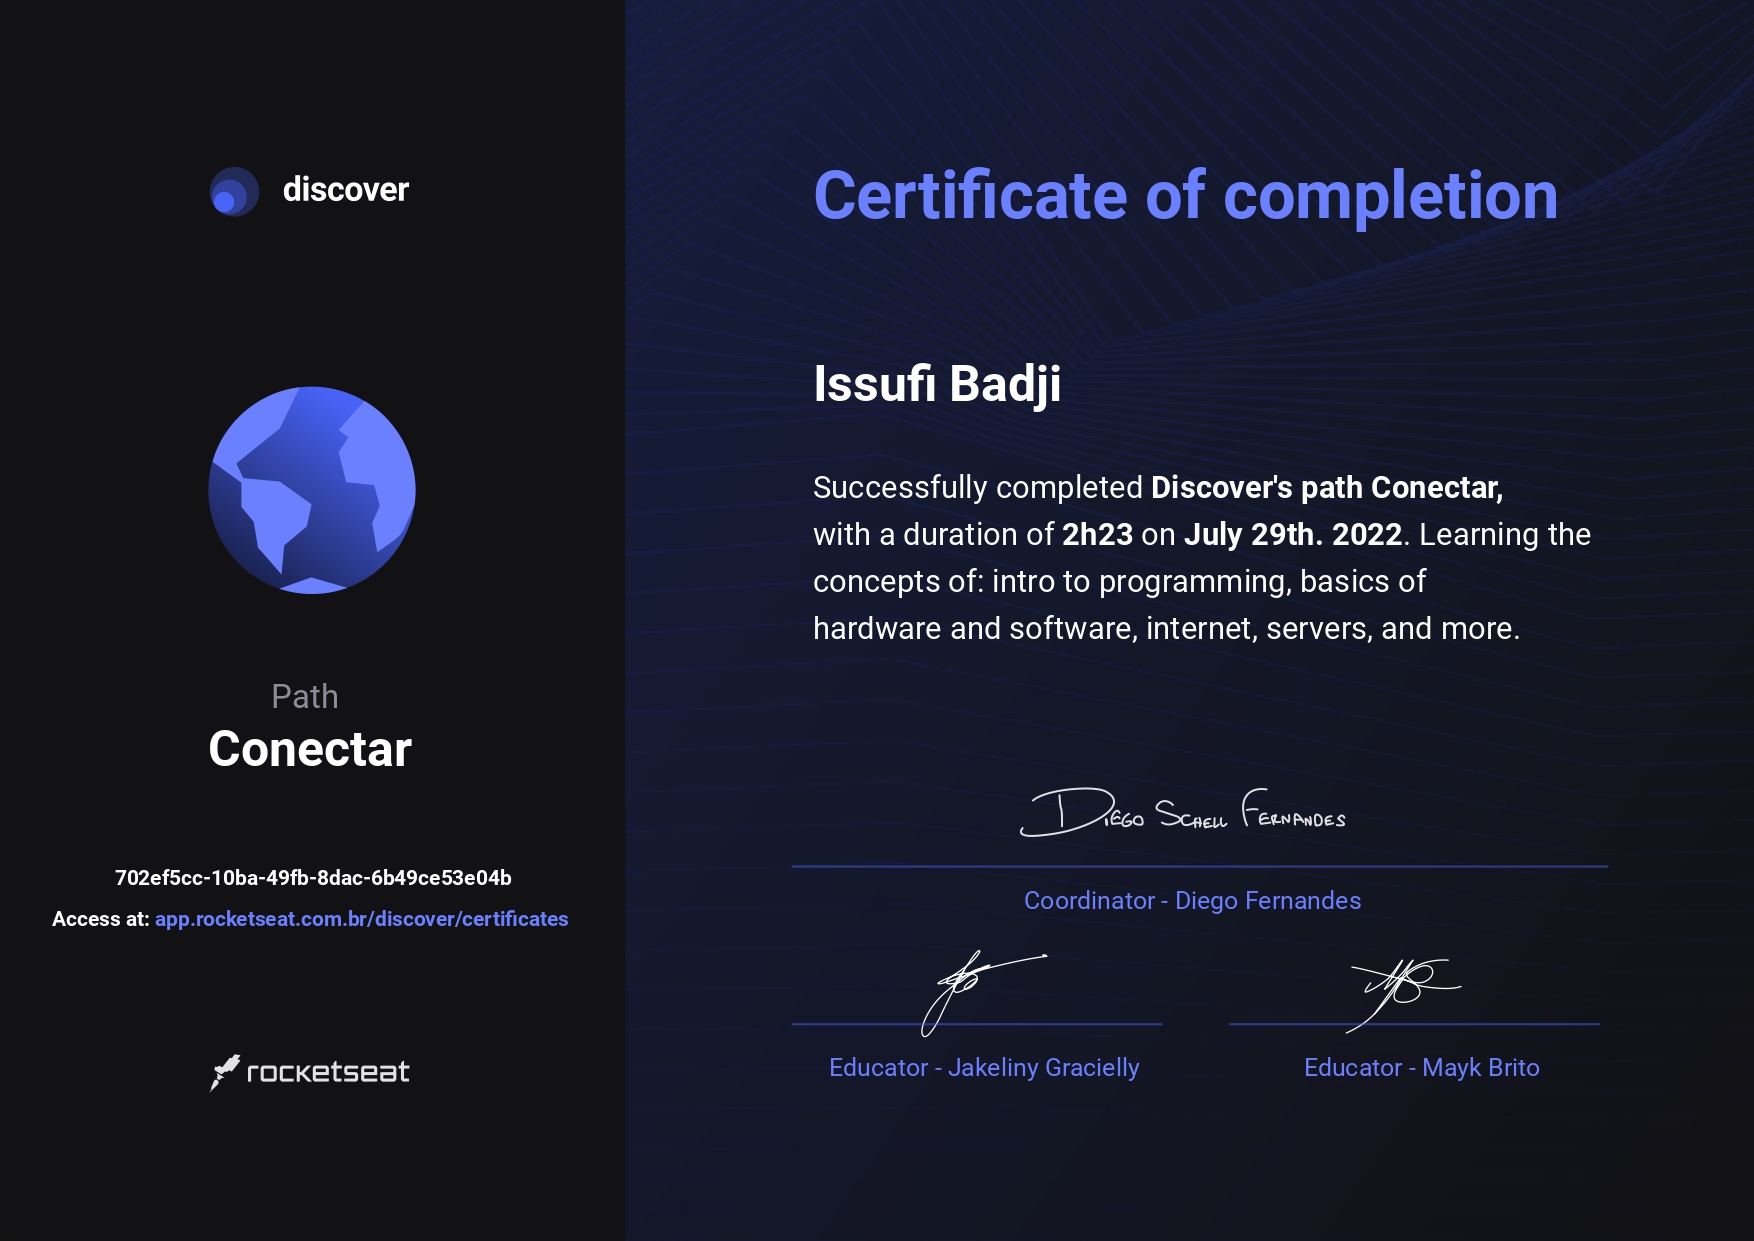 discover
Path
Conectar
702ef5cc-10ba-49fb-8dac-6b49ce53e04b
Access at: app.rocketseat.com.br/discover/certificates
rocketseat
Certificate of completion
Issufi Badji
Successfully completed Discover's path Conectar,
with a duration of 2h23 on July 29th. 2022. Learning the
concepts of: intro to programming, basics of
hardware and software, internet, servers, and more.
Diego Schell Fernandes
Coordinator - Diego Fernandes
Educator - Jakeliny Gracielly
Educator - Mayk Brito